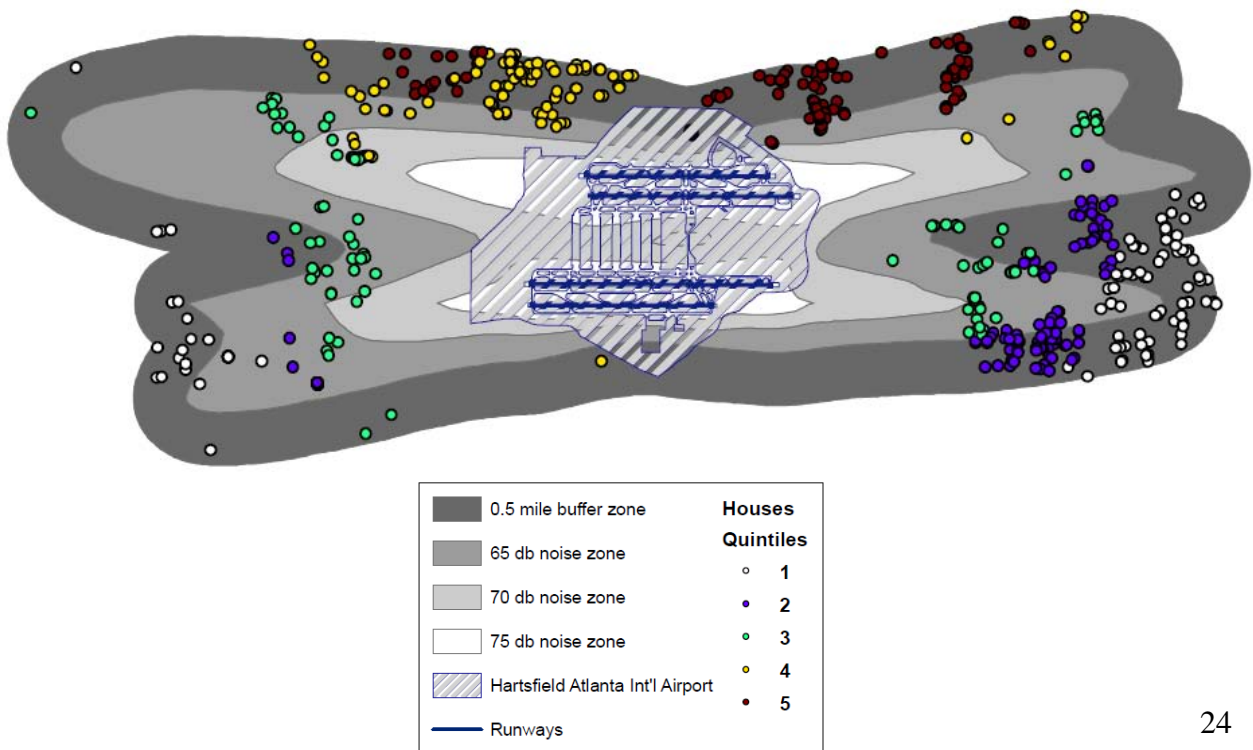 0.5 mile buffer zone
65 db noise zone
70 db noise zone
75 db noise zone
Hartsfield Atlanta Int'l Airport
Runways
Houses
Quintiles
1
2
3
4
5
24